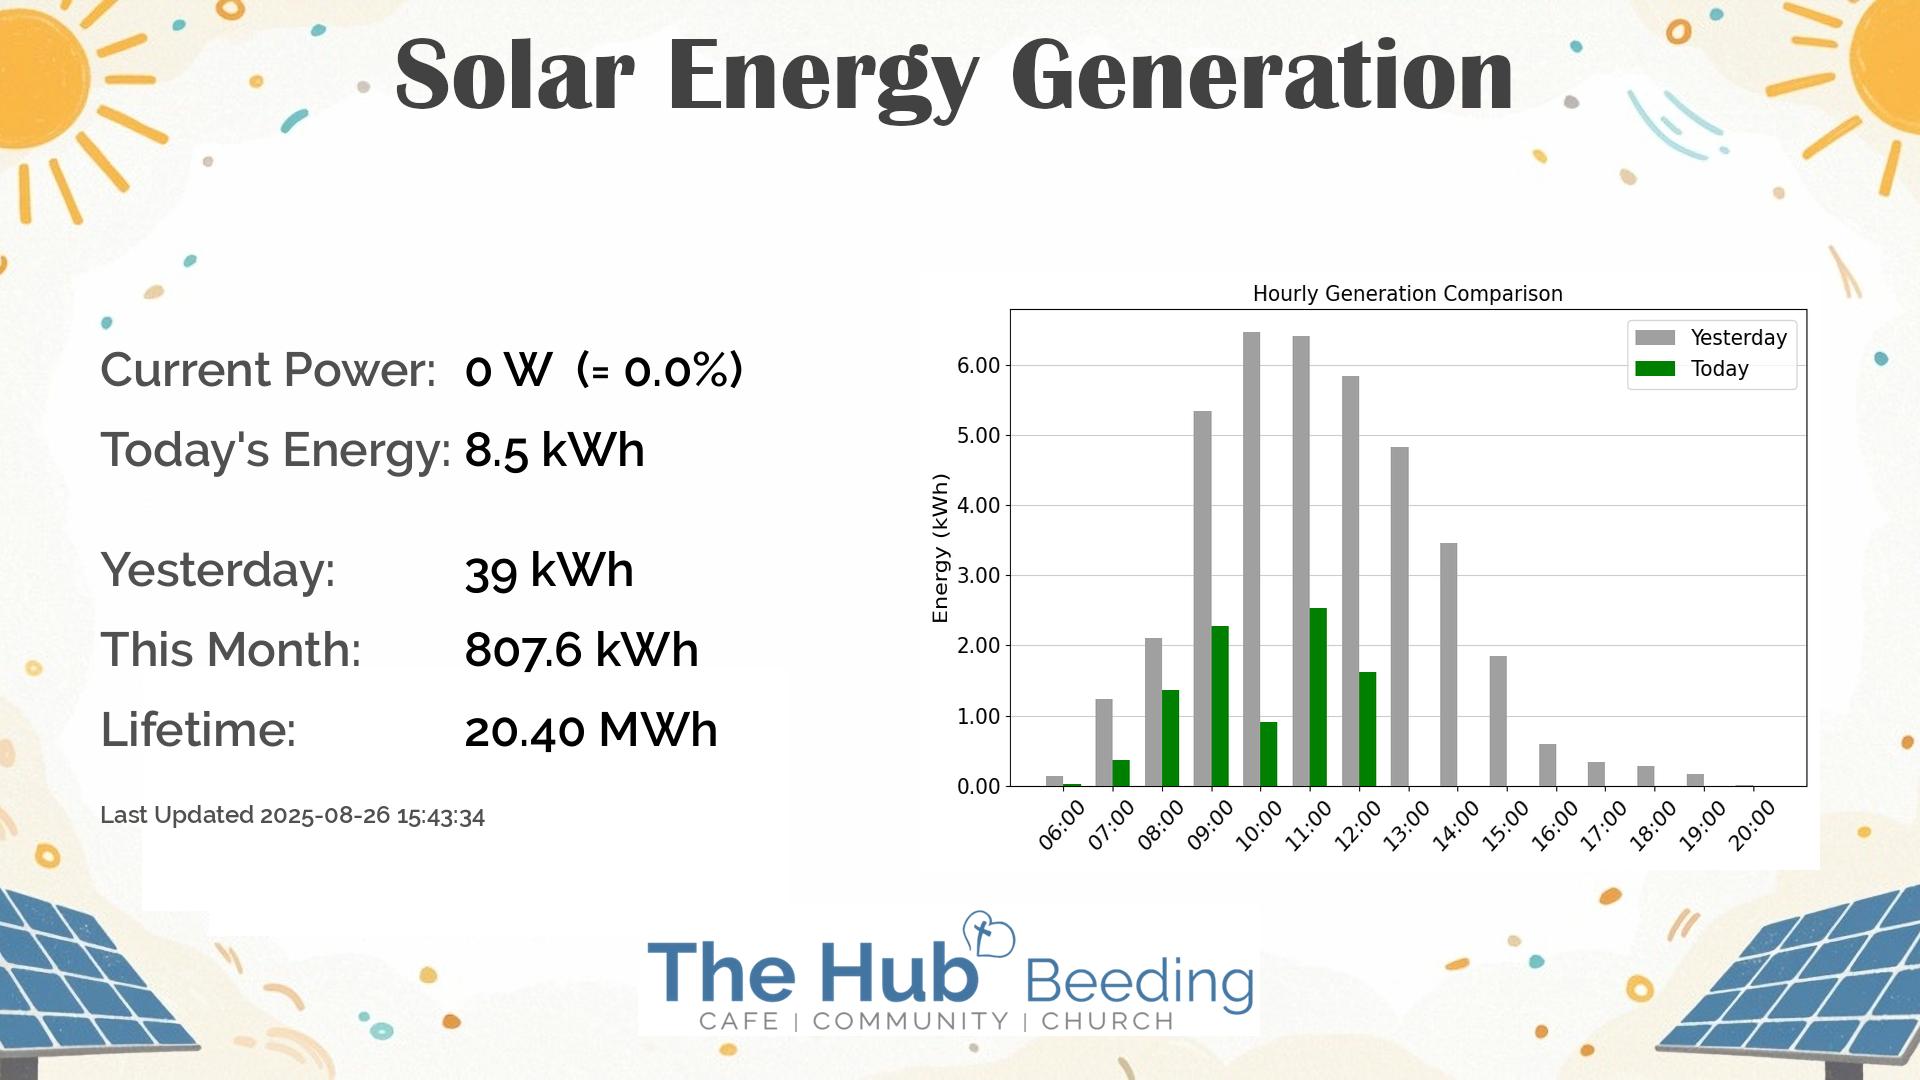 Solar Energy Generation
Current Power: 0 W (= 0.0%)
Today's Energy: 8.5 kWh
Yesterday: 39 kWh
This Month: 807.6 kWh
Lifetime: 20.40 MWh
Last Updated 2025-08-26 15:43:34
Hourly Generation Comparison
Yesterday
Today
Energy (kWh)
6.00
5.00
4.00
3.00
2.00
1.00
0.00
06:00 07:00 08:00 09:00 10:00 11:00 12:00 13:00 14:00 15:00 16:00 17:00 18:00 19:00 20:00
The Hub Beeding
CAFE | COMMUNITY | CHURCH